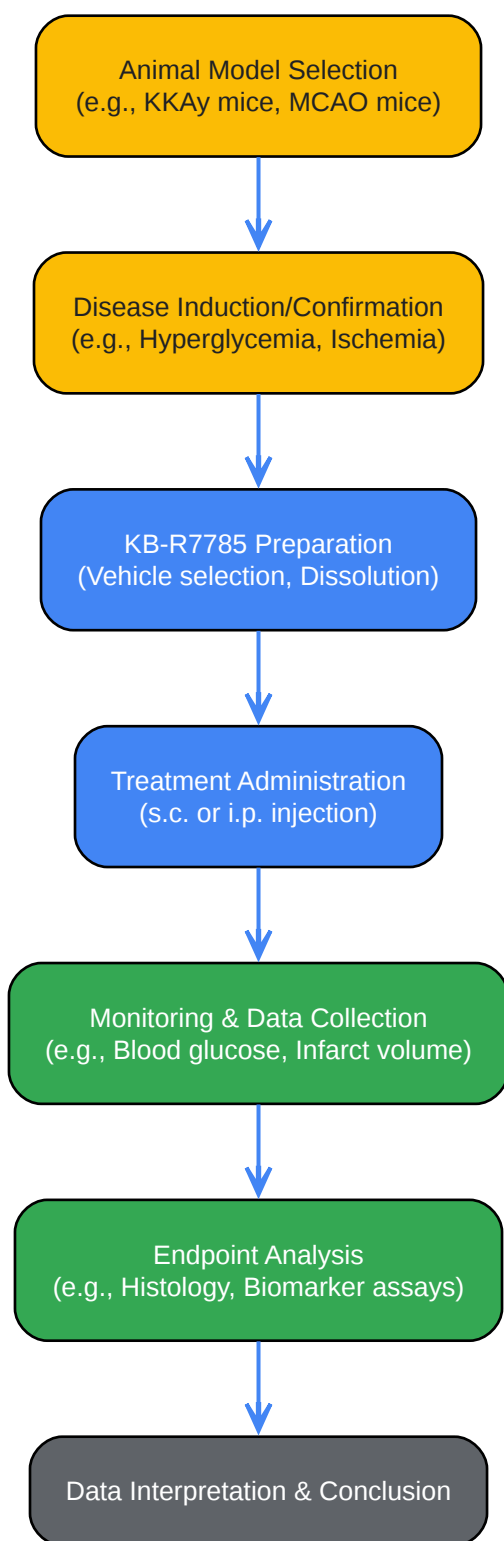 Animal Model Selection
(e.g., KKAy mice, MCAO mice)
Disease Induction/Confirmation
(e.g., Hyperglycemia, Ischemia)
KB-R7785 Preparation
(Vehicle selection, Dissolution)
Treatment Administration
(s.c. or i.p. injection)
Monitoring & Data Collection
(e.g., Blood glucose, Infarct volume)
Endpoint Analysis
(e.g., Histology, Biomarker assays)
Data Interpretation & Conclusion